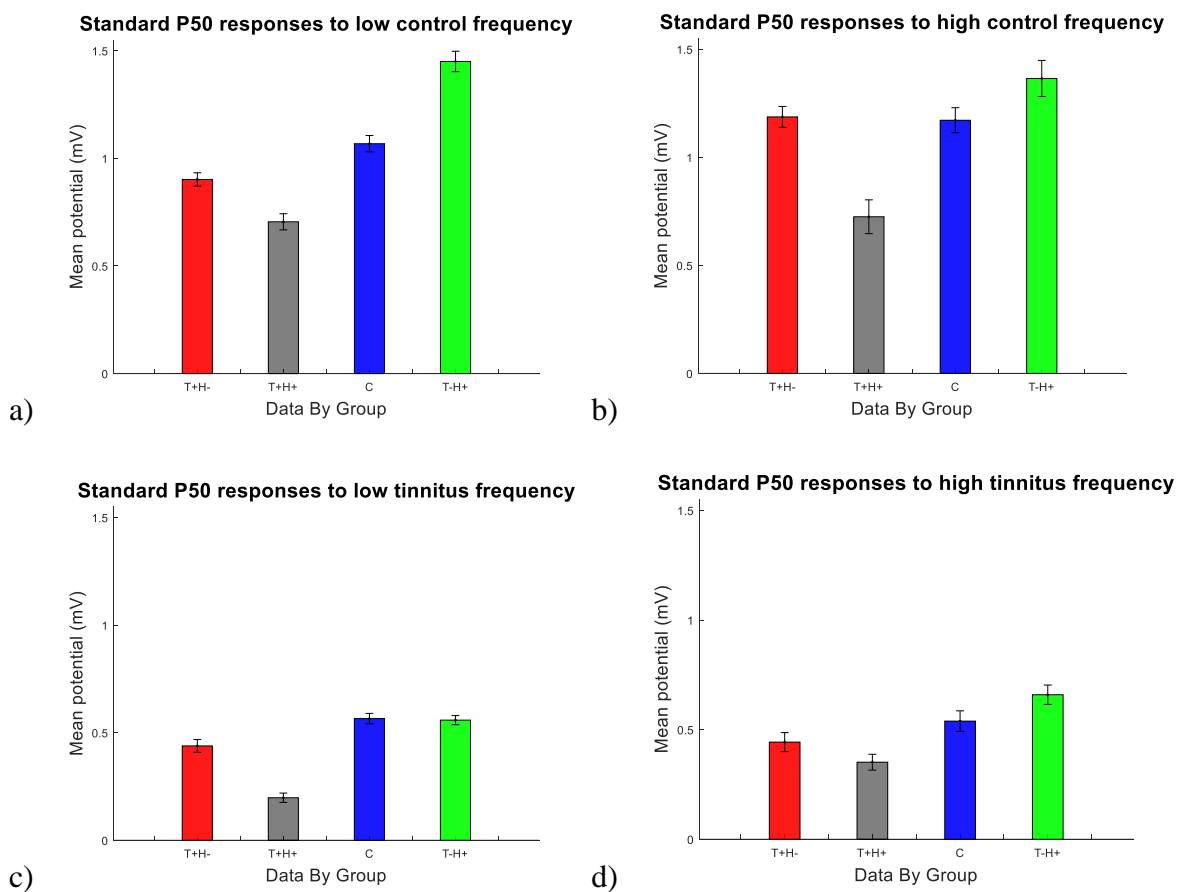 Standard P50 responses to low control frequency
Mean potential (mV)
1.5
1
0.5
0
T+H- T+H+ C T-H+
Data By Group
a)
Standard P50 responses to high control frequency
Mean potential (mV)
1.5
1
0.5
0
T+H- T+H+ C T-H+
Data By Group
b)
Standard P50 responses to low tinnitus frequency
Mean potential (mV)
1.5
1
0.5
0
T+H- T+H+ C T-H+
Data By Group
c)
Standard P50 responses to high tinnitus frequency
Mean potential (mV)
1.5
1
0.5
0
T+H- T+H+ C T-H+
Data By Group
d)